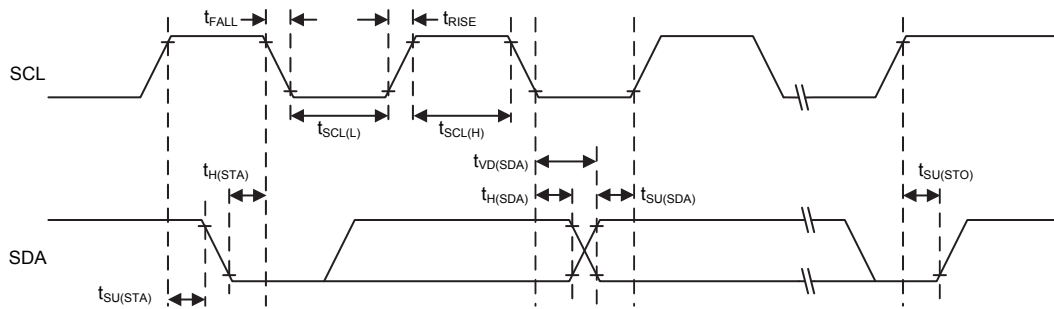 tFALL
tRISE
SCL
tSCL(L)
tSCL(H)
tVD(SDA)
tH(STA)
tH(SDA)
tSU(SDA)
tSU(STO)
SDA
tSU(STA)